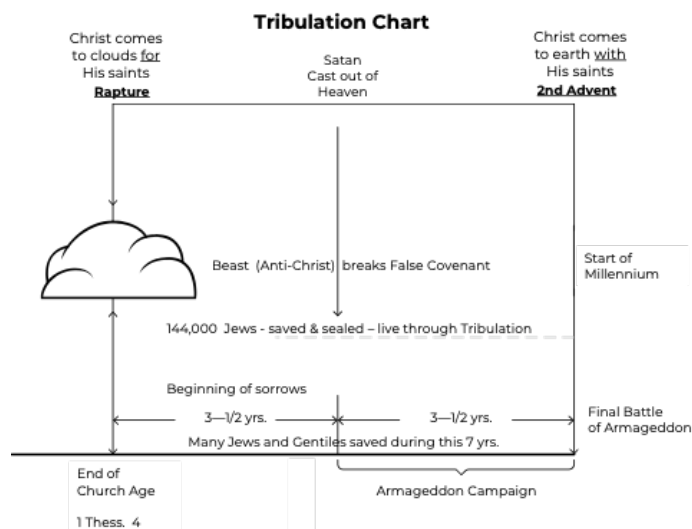 Tribulation Chart
Christ comes
to clouds for
His saints
Rapture
Satan
Cast out of
Heaven
Christ comes
to earth with
His saints
2nd Advent
Beast (Anti-Christ) breaks False Covenant
Start of
Millennium
144,000 Jews - saved & sealed – live through Tribulation
Beginning of sorrows
3—1/2 yrs.
3—1/2 yrs.
Final Battle
of Armageddon
Many Jews and Gentiles saved during this 7 yrs.
End of
Church Age
1 Thess. 4
Armageddon Campaign